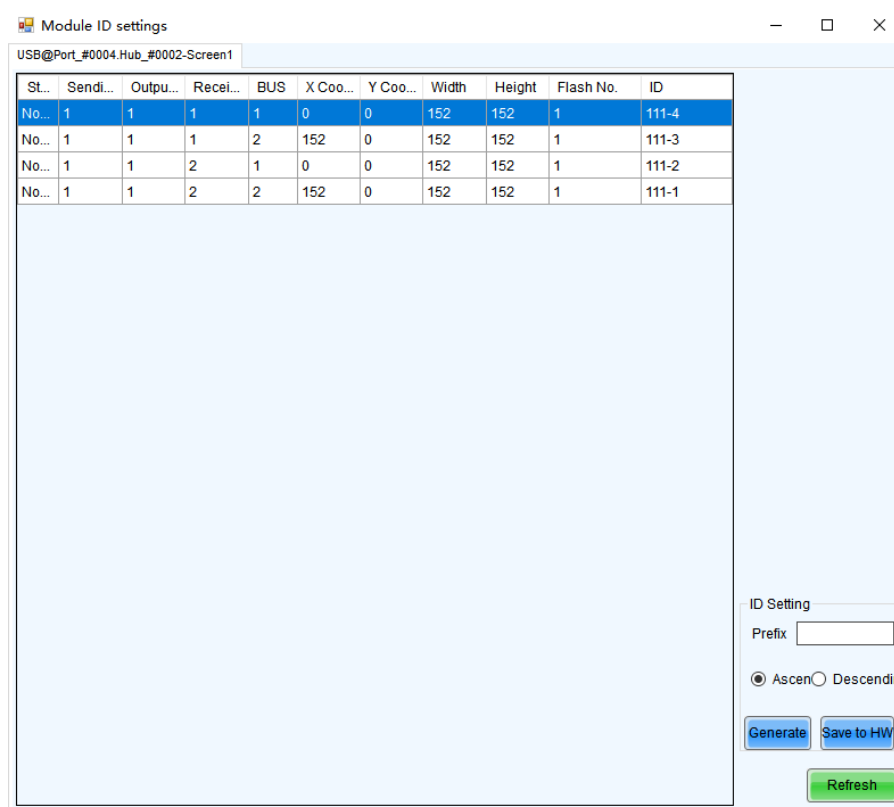 Module ID settings
USB@Port_#0004.Hub_#0002-Screen1
St... Sendi... Outpu... Recei... BUS X Coo... Y Coo... Width Height Flash No. ID
No... 1 1 1 1 0 0 152 152 1 111-4
No... 1 1 1 2 152 0 152 152 1 111-3
No... 1 1 2 1 0 0 152 152 1 111-2
No... 1 1 2 2 152 0 152 152 1 111-1
ID Setting
Prefix
Ascen Descendi
Generate Save to HW
Refresh